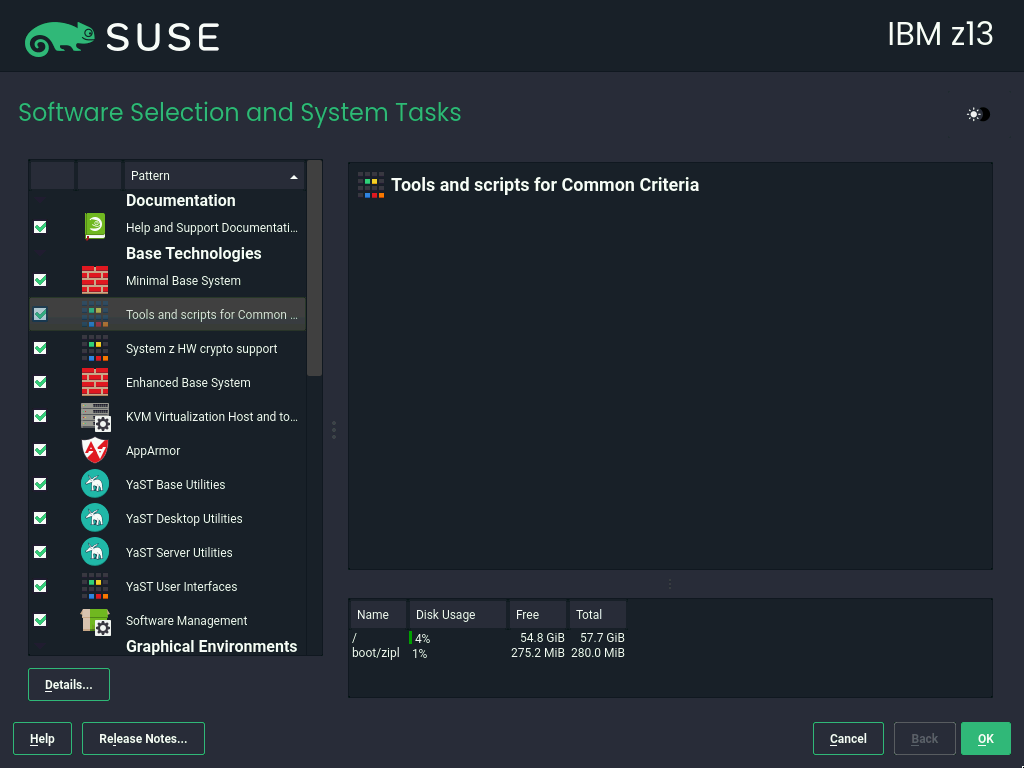 SUSE
IBM z13
Software Selection and System Tasks
Pattern
Documentation
Help and Support Documentati...
Base Technologies
Minimal Base System
Tools and scripts for Common ...
System z HW crypto support
Enhanced Base System
KVM Virtualization Host and to...
AppArmor
YaST Base Utilities
YaST Desktop Utilities
YaST Server Utilities
YaST User Interfaces
Software Management
Graphical Environments
Details...
Tools and scripts for Common Criteria
Name Disk Usage Free Total
/ 4% 54.8 GiB 57.7 GiB
boot/zipl 1% 275.2 MiB 280.0 MiB
Help Release Notes... Cancel Back OK